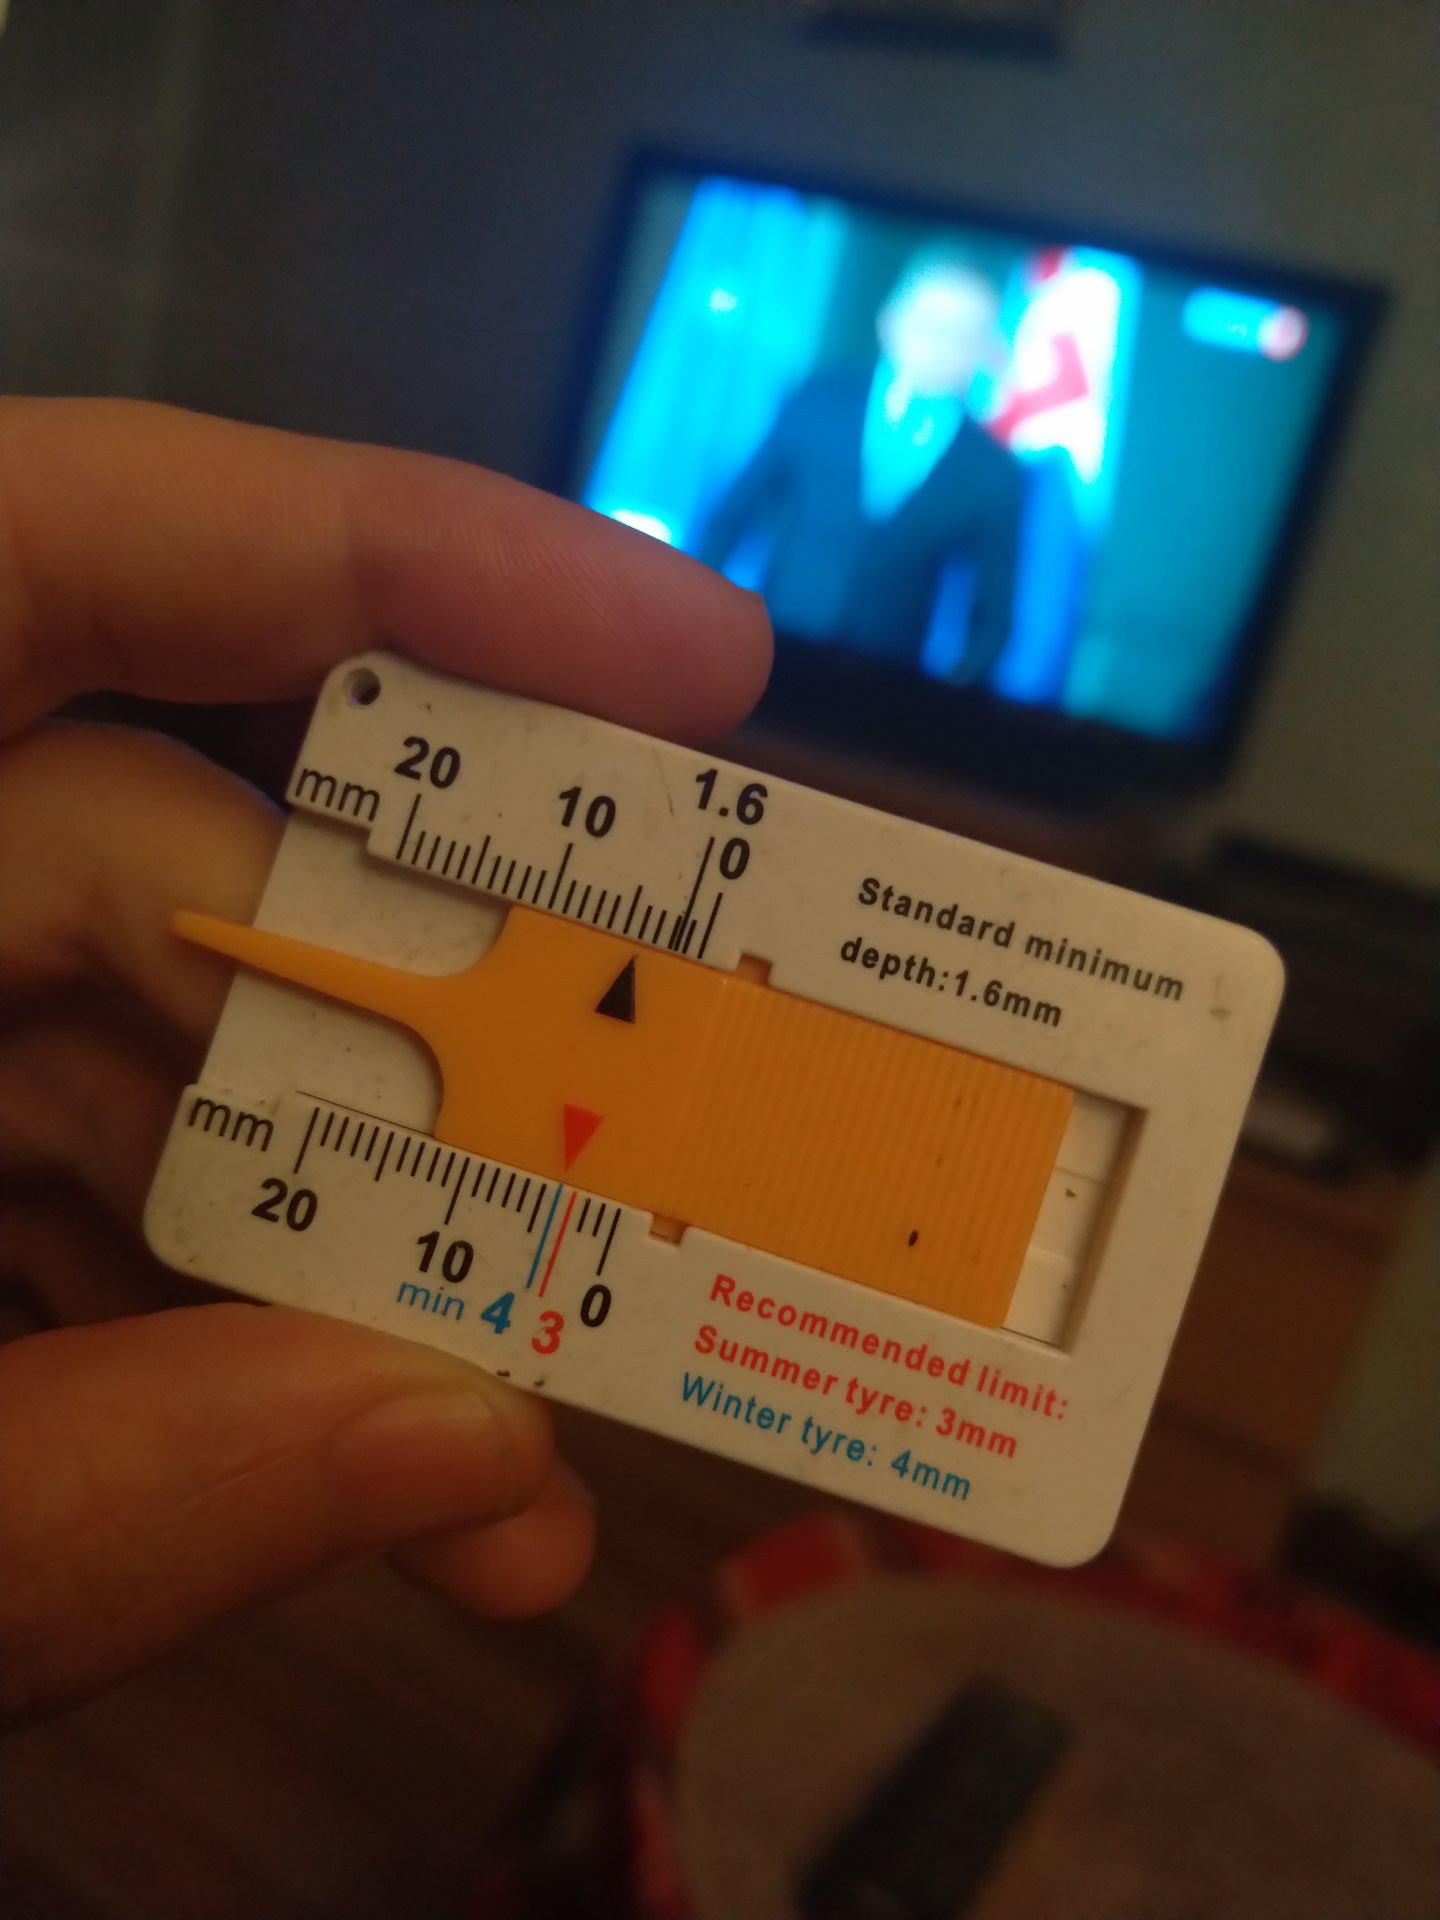 20 10 1.6
mm 0
Standard minimum
depth:1.6mm
mm
20 10 0
min 4 3
Recommended limit:
Summer tyre: 3mm
Winter tyre: 4mm